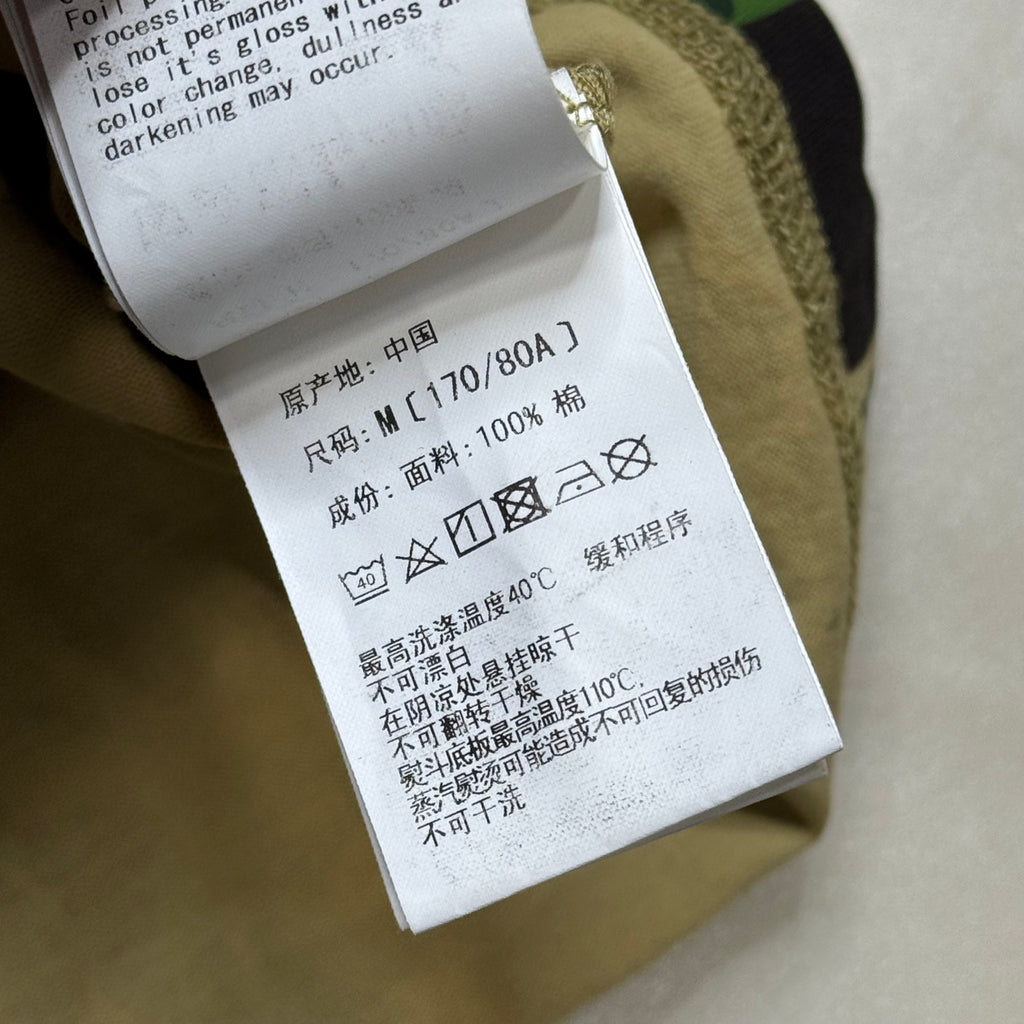 Foil
processing.
is not permanen
lose it's gloss with
color change, dullness a
darkening may occur.
原产地: 中国
尺码: M [170/80A]
成份: 面料: 100% 棉
40
最高洗涤温度40℃ 缓和程序
不可漂白
在阴凉处悬挂晾干
不可翻转干燥
熨斗底板最高温度110℃.
蒸汽熨烫可能造成不可回复的损伤
不可干洗